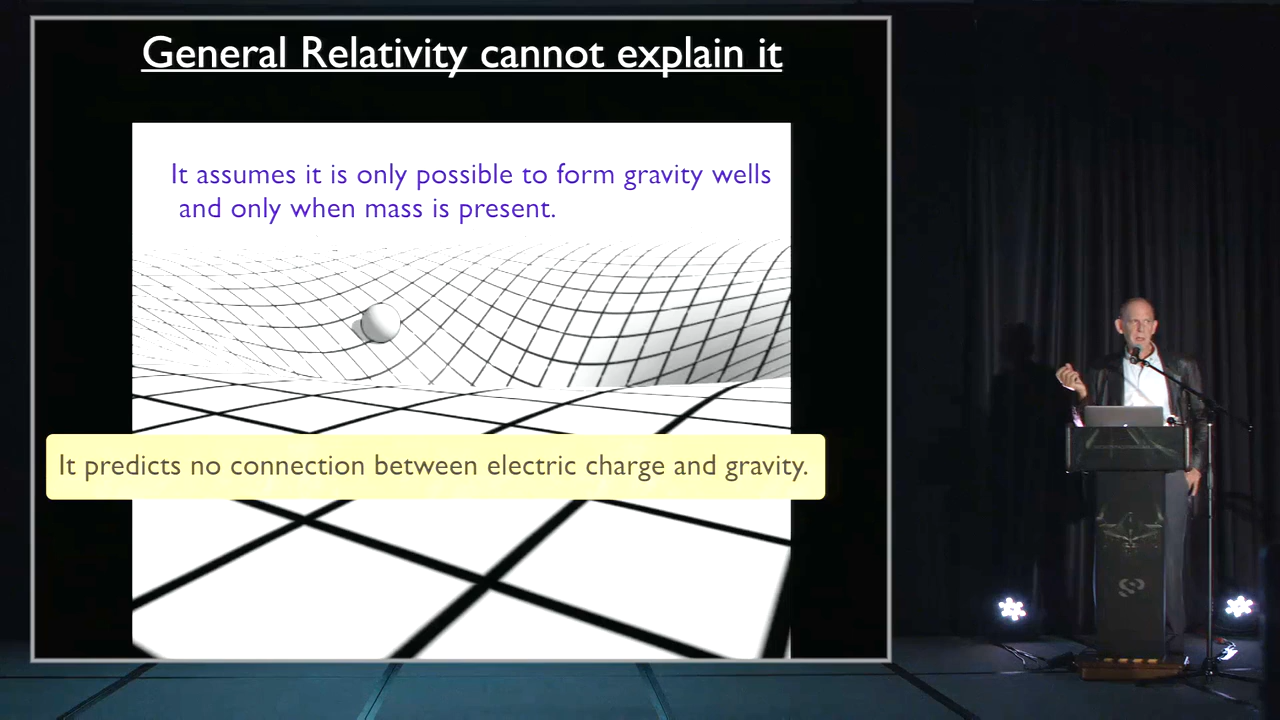 General Relativity cannot explain it
It assumes it is only possible to form gravity wells
and only when mass is present.
It predicts no connection between electric charge and gravity.